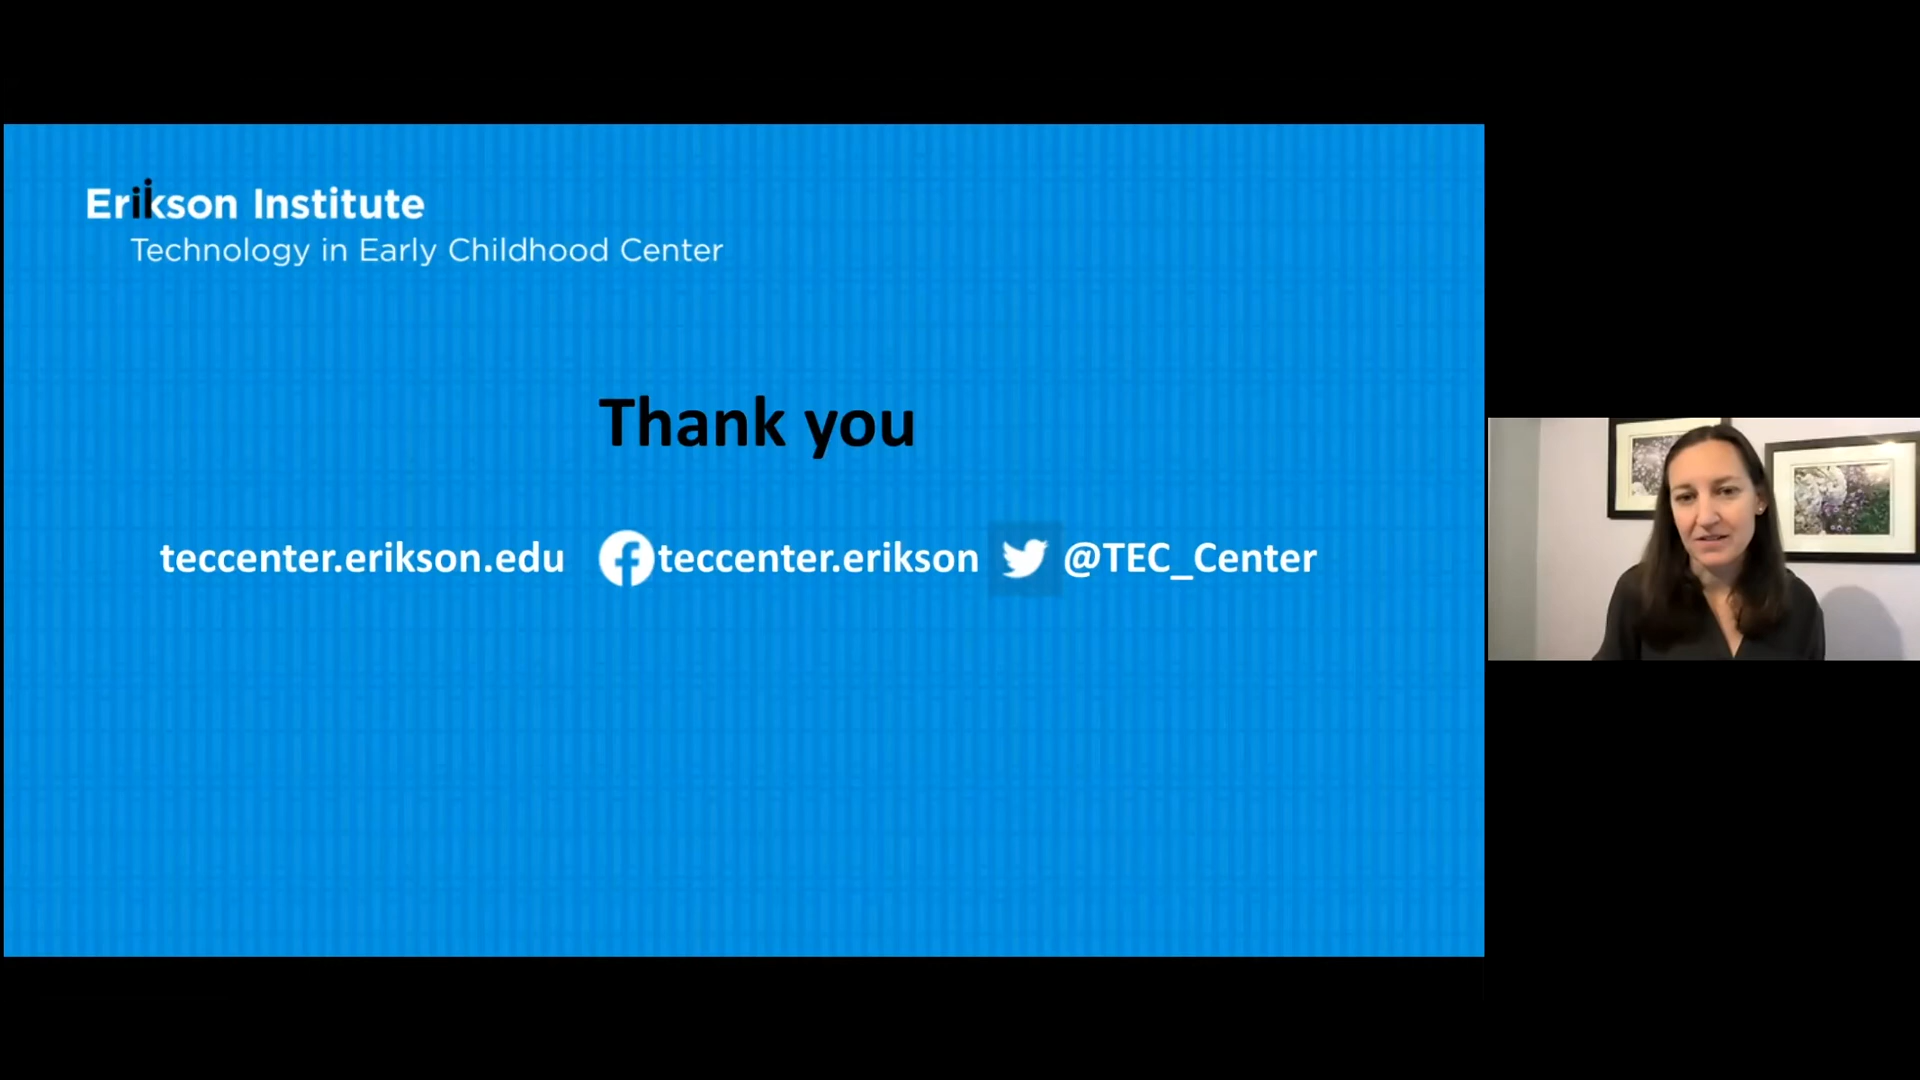 Erikson Institute
Technology in Early Childhood Center
Thank you
teccenter.erikson.edu teccenter.erikson @TEC_Center